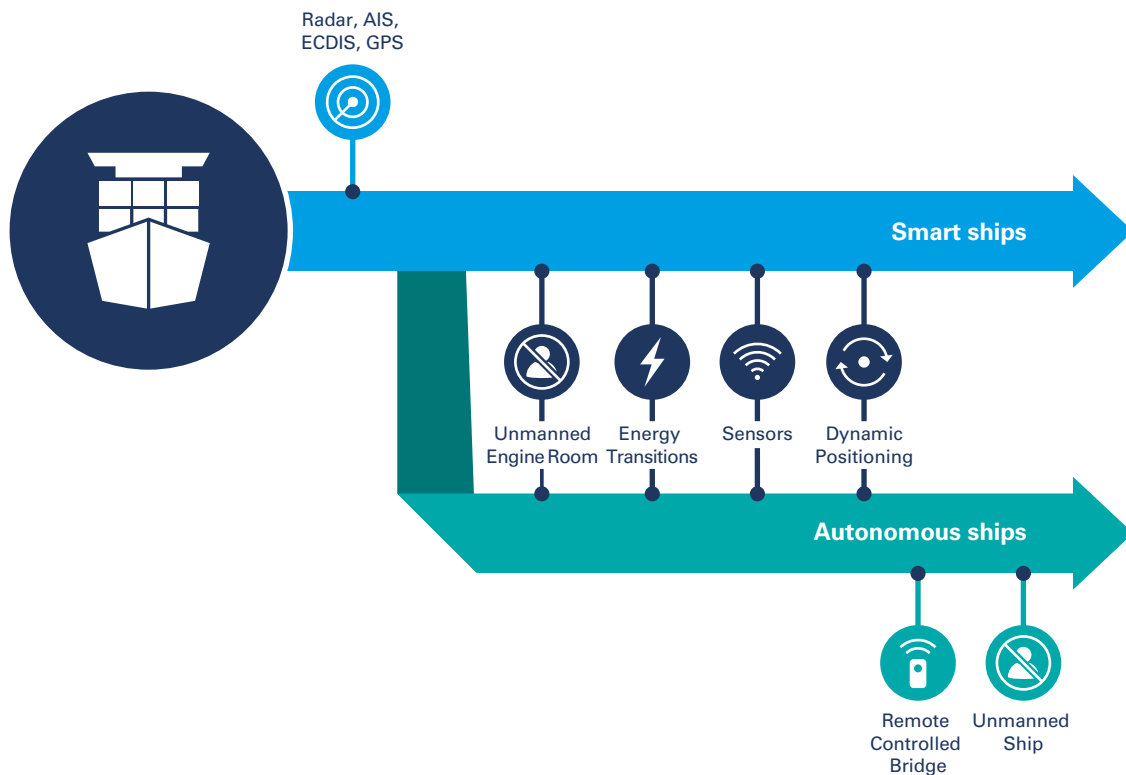 Radar, AIS,
ECDIS, GPS
Smart ships
Unmanned
Engine Room
Energy
Transitions
Sensors
Dynamic
Positioning
Autonomous ships
Remote
Controlled
Bridge
Unmanned
Ship